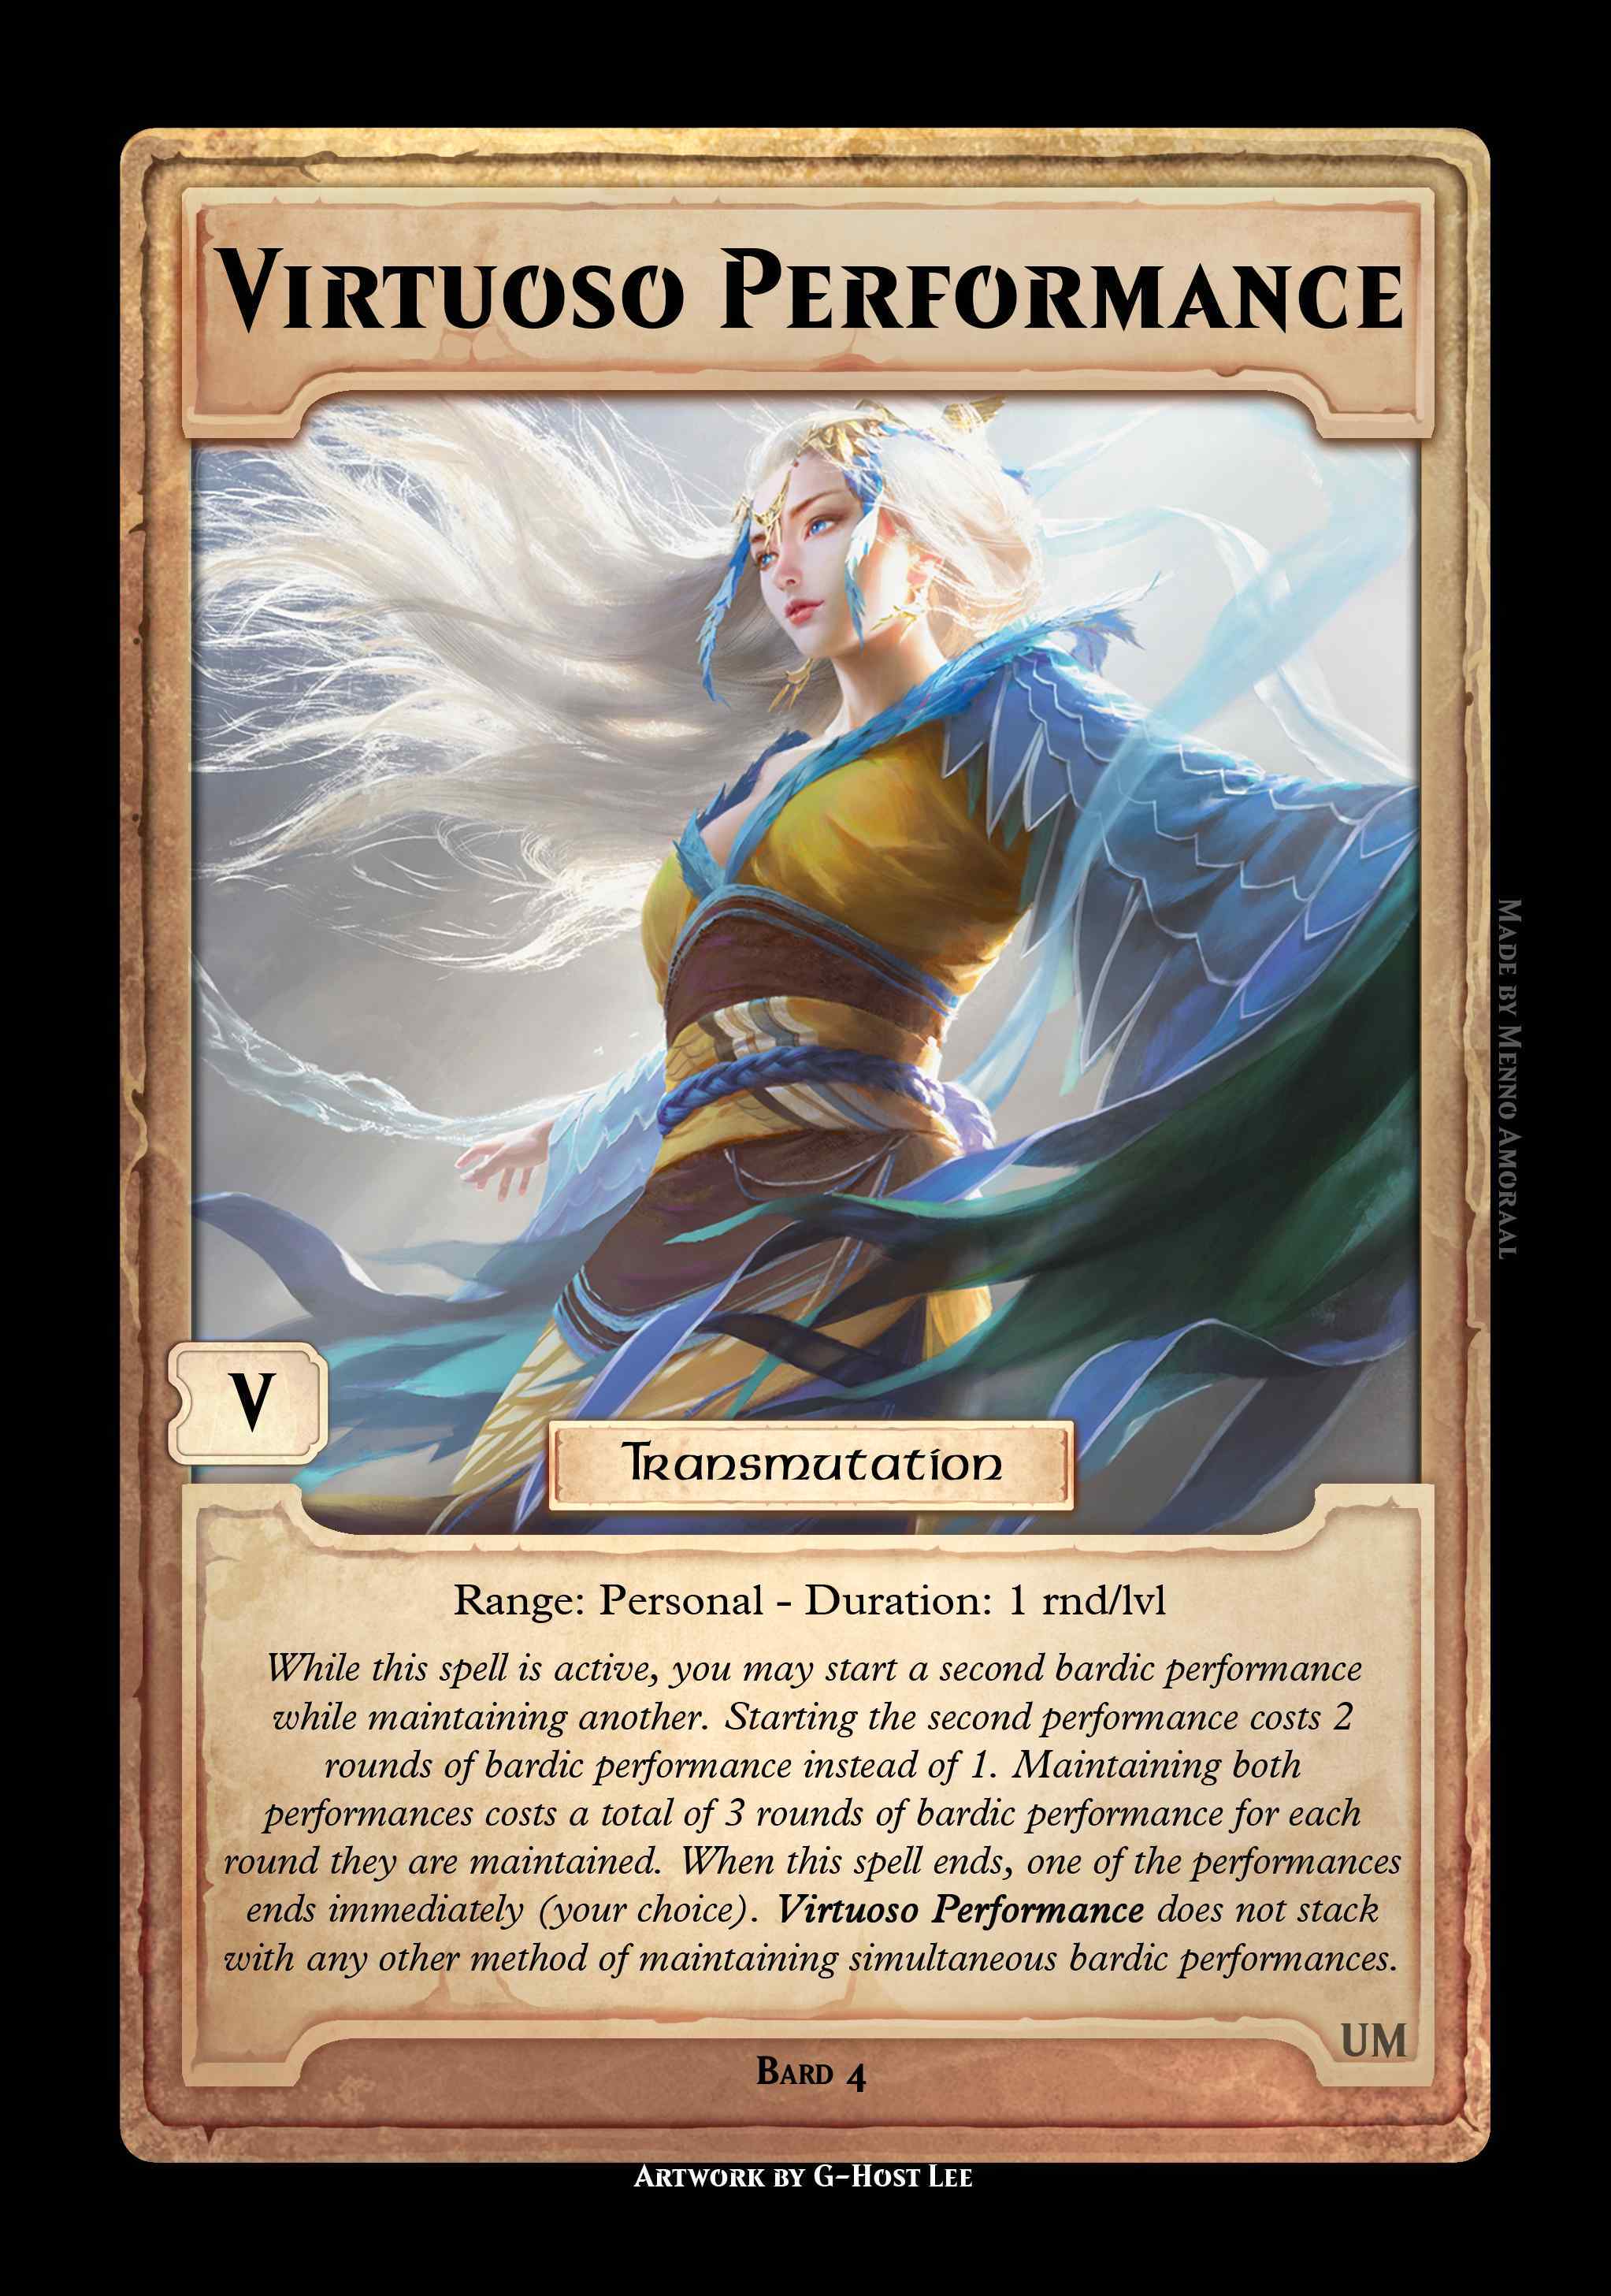 Virtuoso Performance
V
Transmutation
Range: Personal - Duration: 1 rnd/lvl
While this spell is active, you may start a second bardic performance
while maintaining another. Starting the second performance costs 2
rounds of bardic performance instead of 1. Maintaining both
performances costs a total of 3 rounds of bardic performance for each
round they are maintained. When this spell ends, one of the performances
ends immediately (your choice). Virtuoso Performance does not stack
with any other method of maintaining simultaneous bardic performances.
UM
Bard 4
Artwork by G-Host Lee
Made by Menno Amoraal